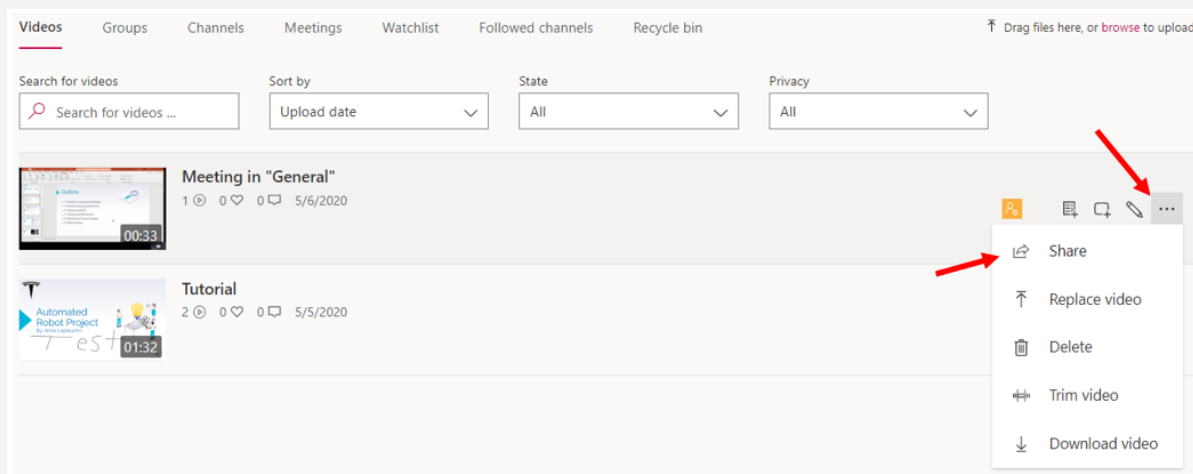 Videos Groups Channels Meetings Watchlist Followed channels Recycle bin Drag files here, or browse to upload
Search for videos Sort by State Privacy
Search for videos ... Upload date All All
Meeting in "General"
1 0 0 5/6/2020
Outline
00:33
Share
Replace video
Delete
Trim video
Download video
Tutorial
2 0 0 5/5/2020
Automated
Robot Project
Test
01:32